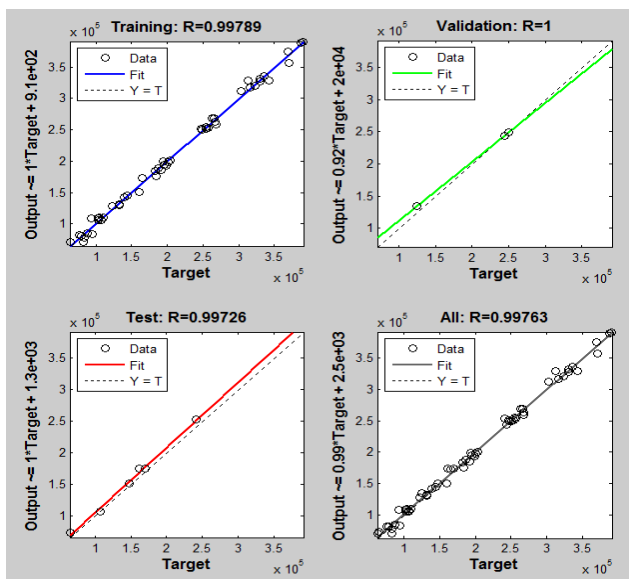 Training: R=0.99789
x 10^5
Output ~= 1*Target + 9.1e+02
Data
Fit
Y = T
3.5
3
2.5
2
1.5
1
1 1.5 2 2.5 3 3.5
Target
x 10^5
Validation: R=1
x 10^5
Output ~= 0.92*Target + 2e+04
Data
Fit
Y = T
3.5
3
2.5
2
1.5
1
1 1.5 2 2.5 3 3.5
Target
x 10^5
Test: R=0.99726
x 10^5
Output ~= 1*Target + 1.3e+03
Data
Fit
Y = T
3.5
3
2.5
2
1.5
1
1 1.5 2 2.5 3 3.5
Target
x 10^5
All: R=0.99763
x 10^5
Output ~= 0.99*Target + 2.5e+03
Data
Fit
Y = T
3.5
3
2.5
2
1.5
1
1 1.5 2 2.5 3 3.5
Target
x 10^5